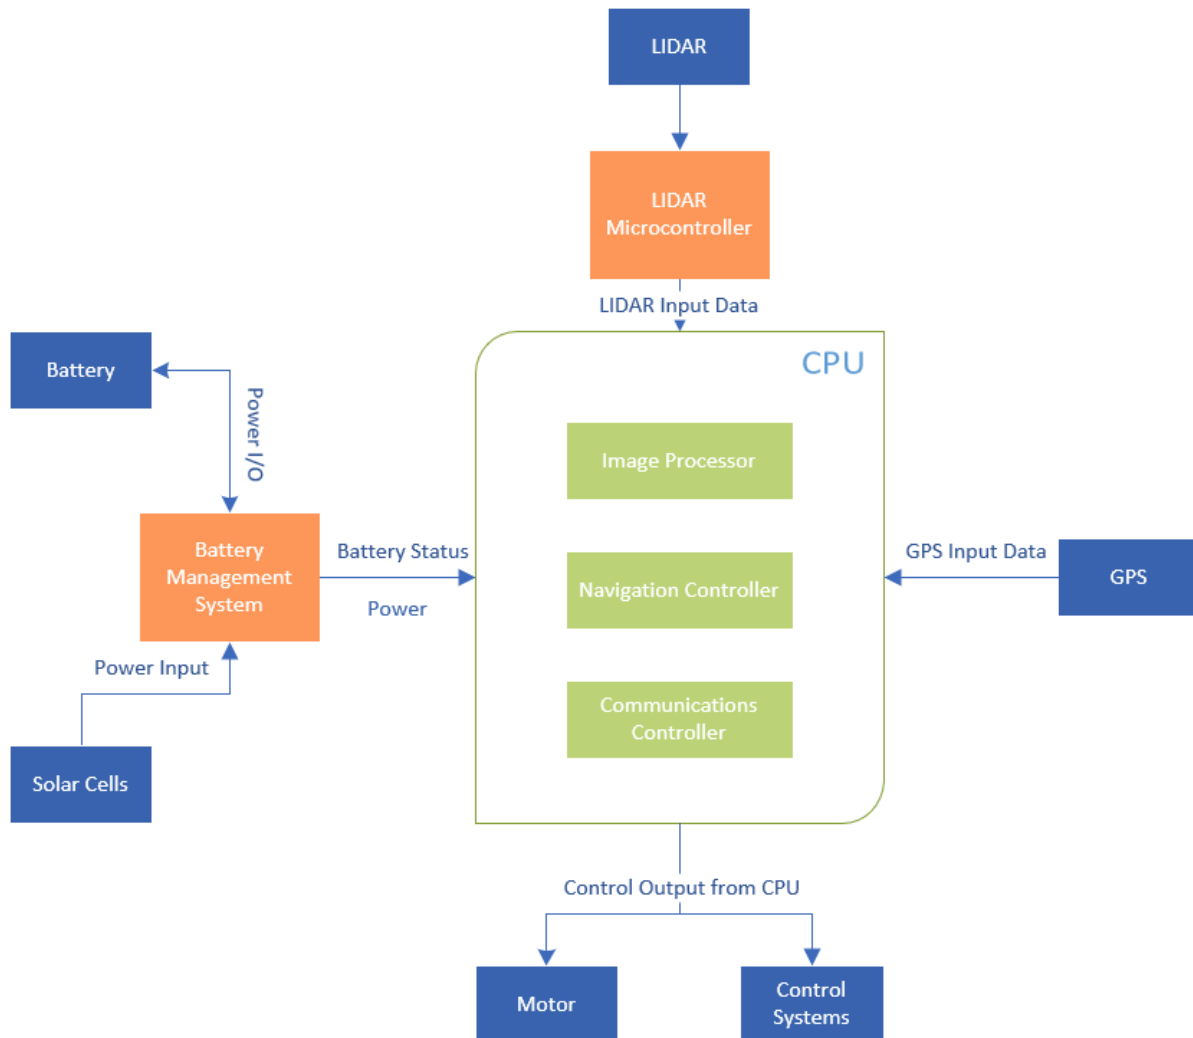 LIDAR
LIDAR
Microcontroller
LIDAR Input Data
CPU
Battery
Power I/O
Image Processor
Battery
Management
System
Battery Status
Power
Navigation Controller
GPS Input Data
GPS
Power Input
Communications
Controller
Solar Cells
Control Output from CPU
Motor
Control
Systems